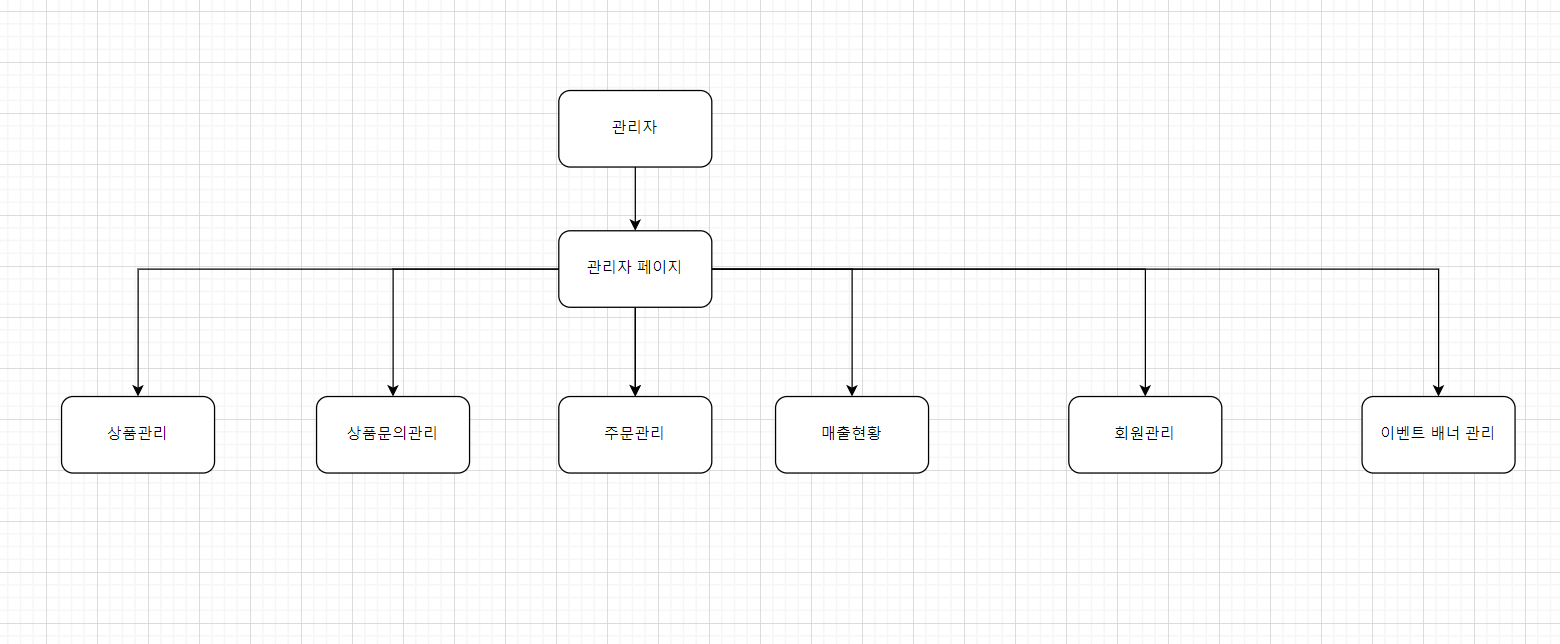 관리자
관리자 페이지
상품관리
상품문의관리
주문관리
매출현황
회원관리
이벤트 배너 관리